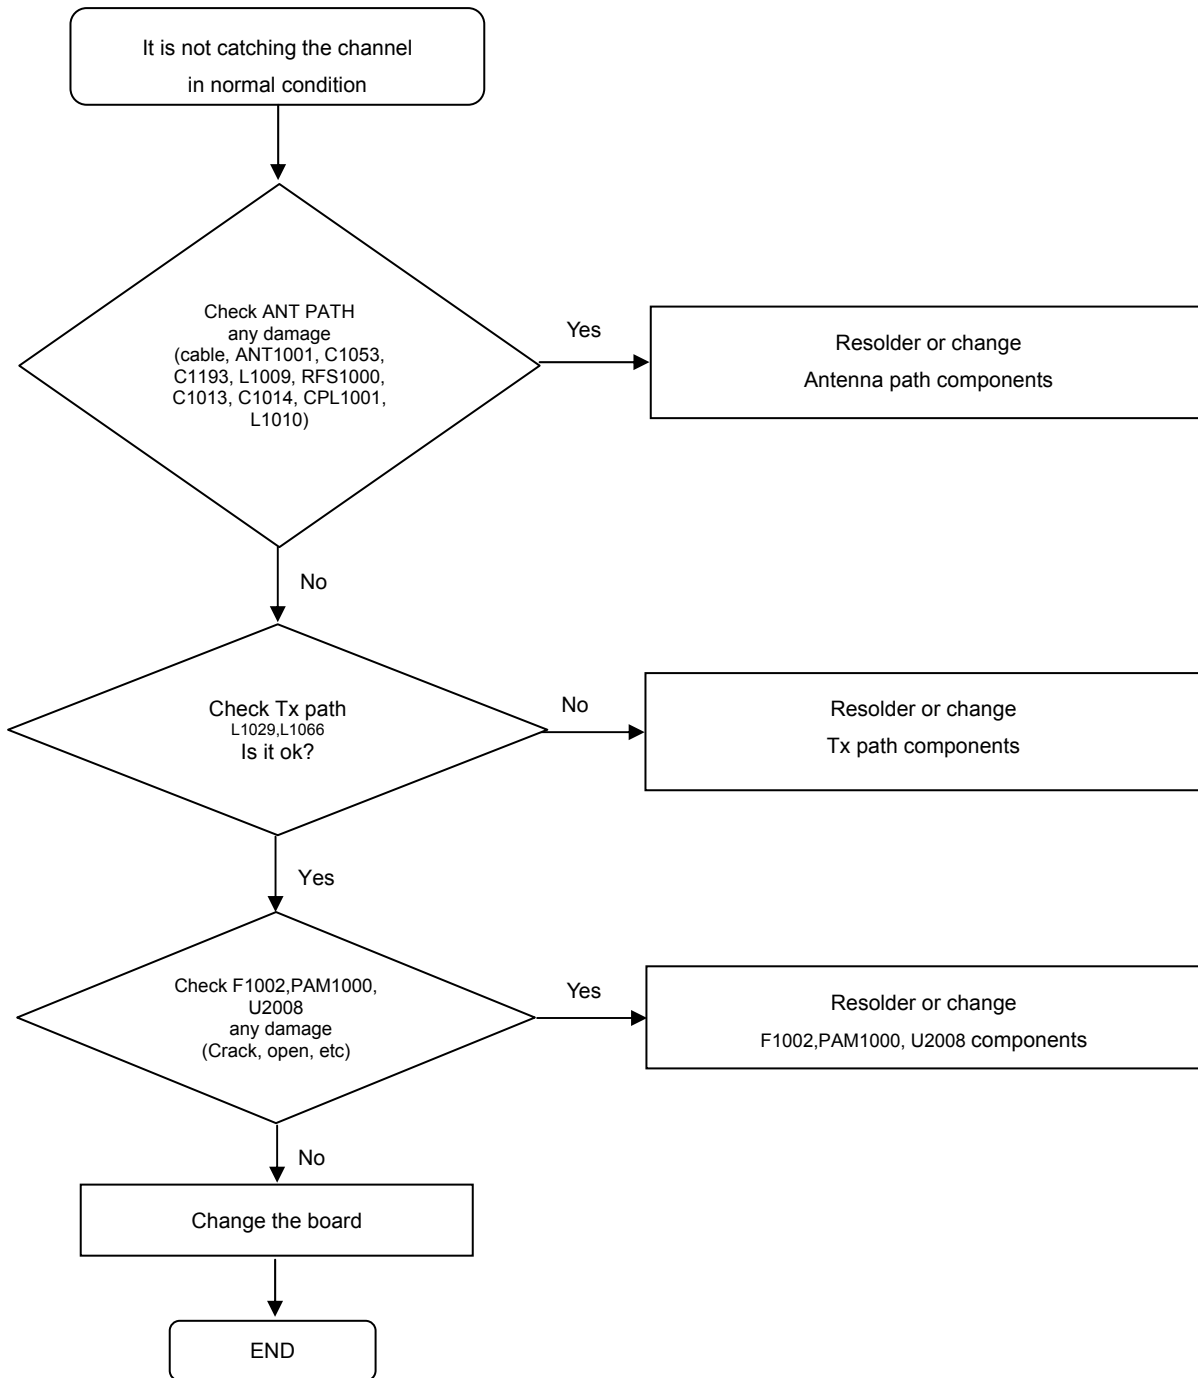 It is not catching the channel
in normal condition
Check ANT PATH
any damage
(cable, ANT1001, C1053,
C1193, L1009, RFS1000,
C1013, C1014, CPL1001,
L1010)
Yes
Resolder or change
Antenna path components
No
Check Tx path
L1029,L1066
Is it ok?
No
Resolder or change
Tx path components
Yes
Check F1002,PAM1000,
U2008
any damage
(Crack, open, etc)
Yes
Resolder or change
F1002,PAM1000, U2008 components
No
Change the board
END